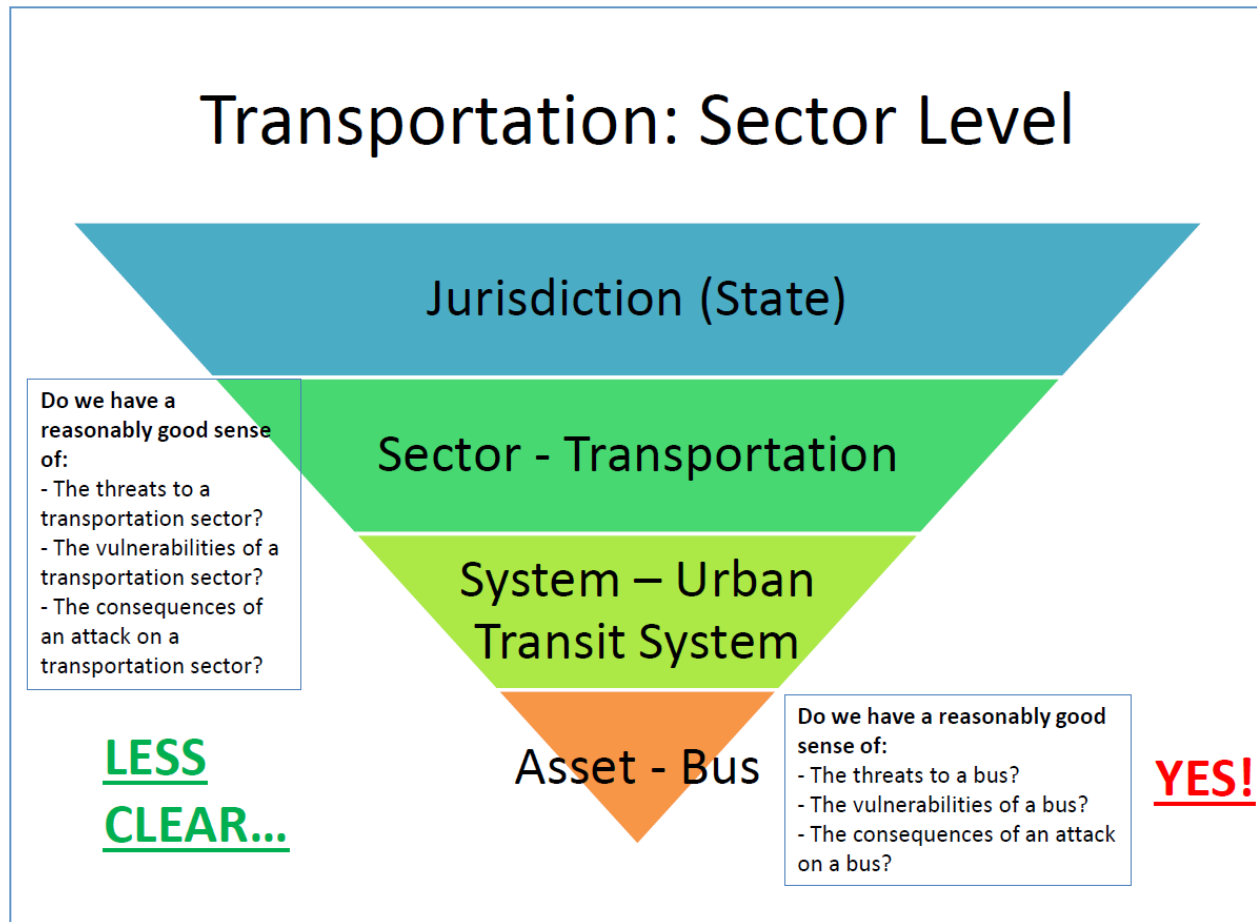 Transportation: Sector Level
Jurisdiction (State)
Do we have a
reasonably good sense
of:
- The threats to a
transportation sector?
- The vulnerabilities of a
transportation sector?
- The consequences of
an attack on a
transportation sector?
Sector - Transportation
System – Urban
Transit System
LESS
CLEAR...
Asset - Bus
Do we have a reasonably good
sense of:
- The threats to a bus?
- The vulnerabilities of a bus?
- The consequences of an attack
on a bus?
YES!